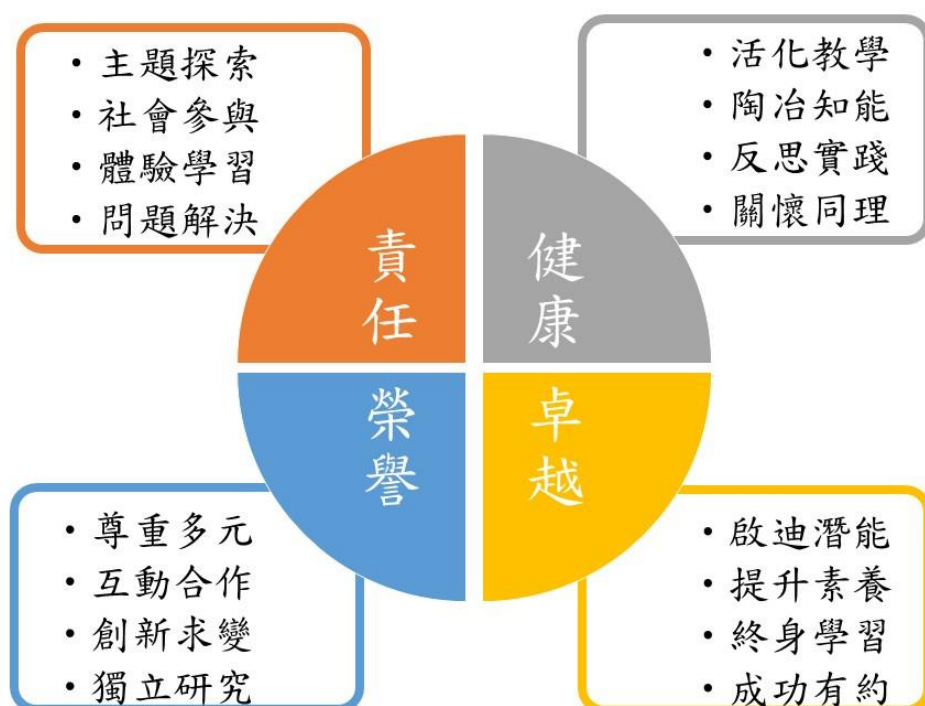 • 主題探索
• 社會參與
• 體驗學習
• 問題解決
責任
• 活化教學
• 陶冶知能
• 反思實踐
• 關懷同理
健康
榮譽
• 尊重多元
• 互動合作
• 創新求變
• 獨立研究
卓越
• 啟迪潛能
• 提升素養
• 終身學習
• 成功有約